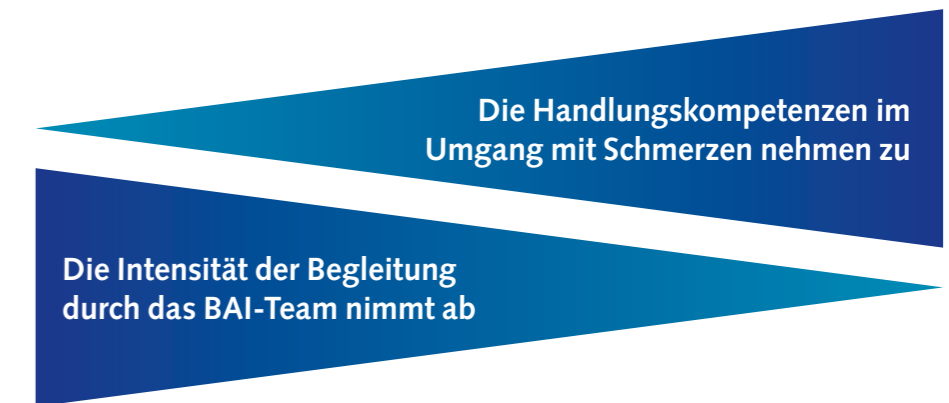 Die Handlungskompetenzen im
Umgang mit Schmerzen nehmen zu
Die Intensität der Begleitung
durch das BAI-Team nimmt ab